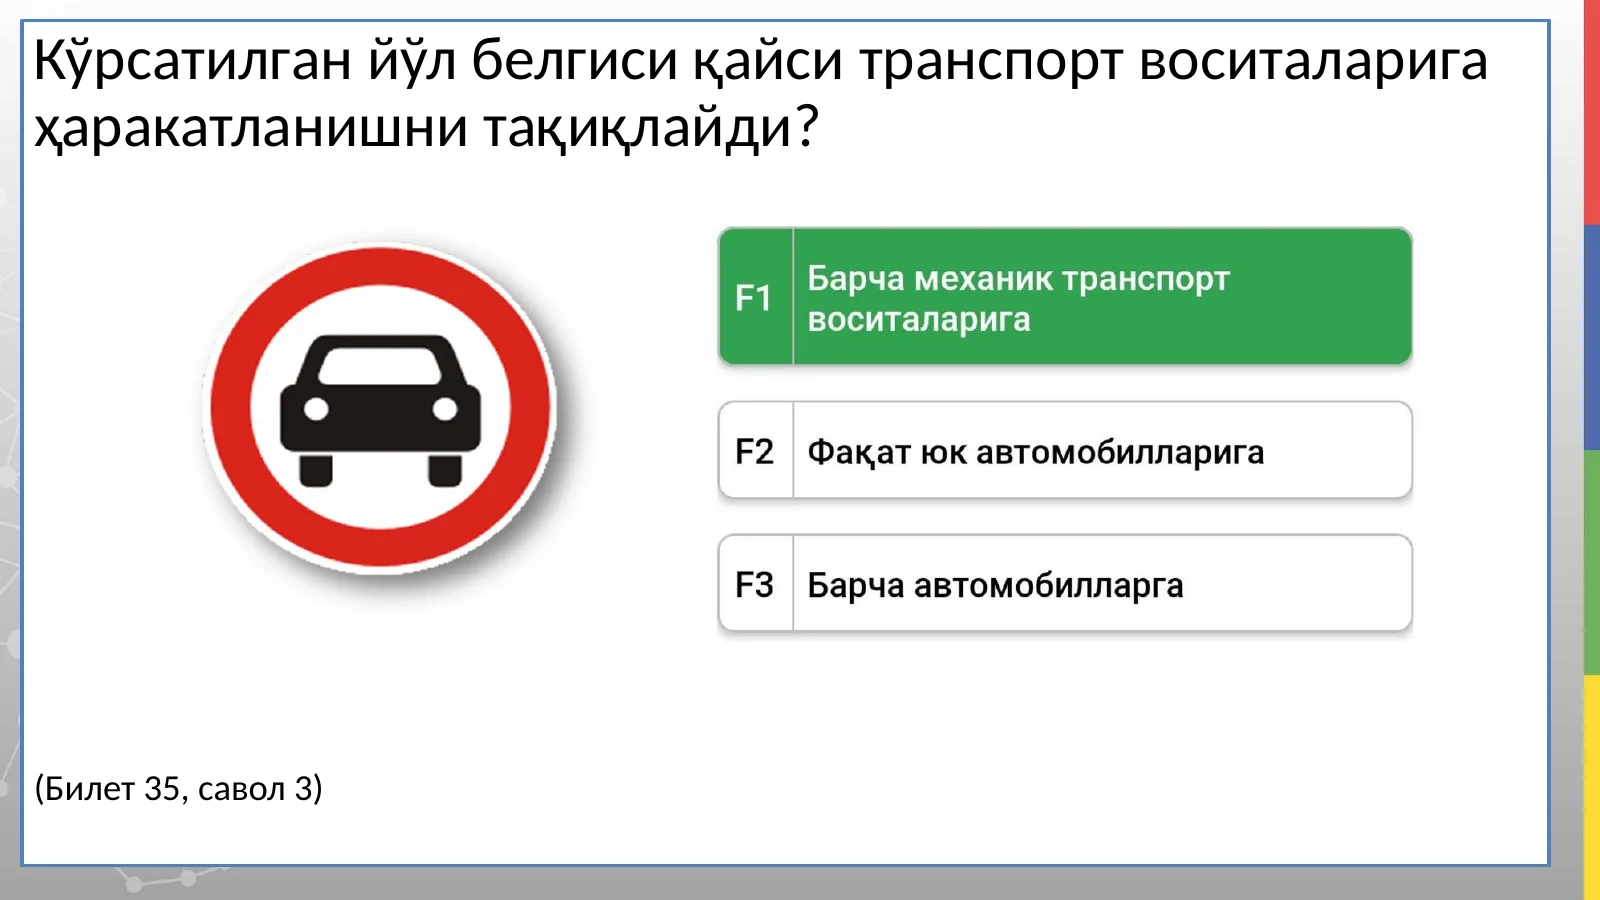 Кўрсатилган йўл белгиси қайси транспорт воситаларига
ҳаракатланишни тақиқлайди?
F1 Барча механик транспорт
воситаларига
F2 Фақат юк автомобилларига
F3 Барча автомобилларга
(Билет 35, савол 3)